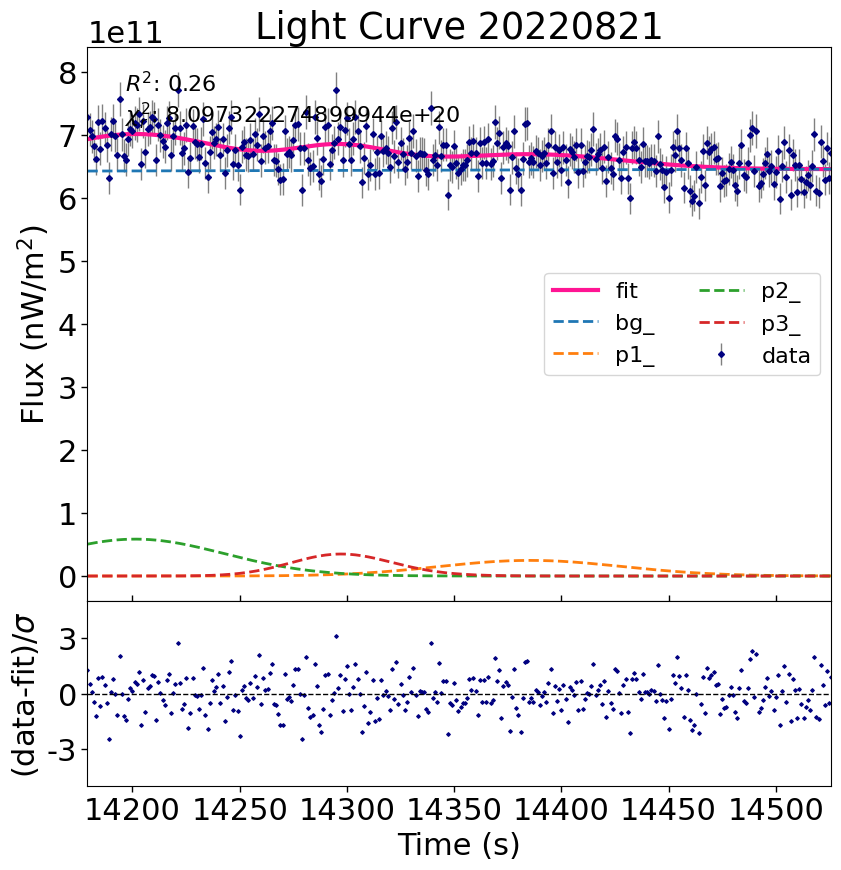 Light Curve 20220821
1e11
R²: 0.26
χ²: 8.097322274899944e+20
8
7
6
5
4
3
2
1
0
Flux (nW/m²)
fit
bg_
p1_
p2_
p3_
data
3
0
-3
(data-fit)/σ
14200 14250 14300 14350 14400 14450 14500
Time (s)